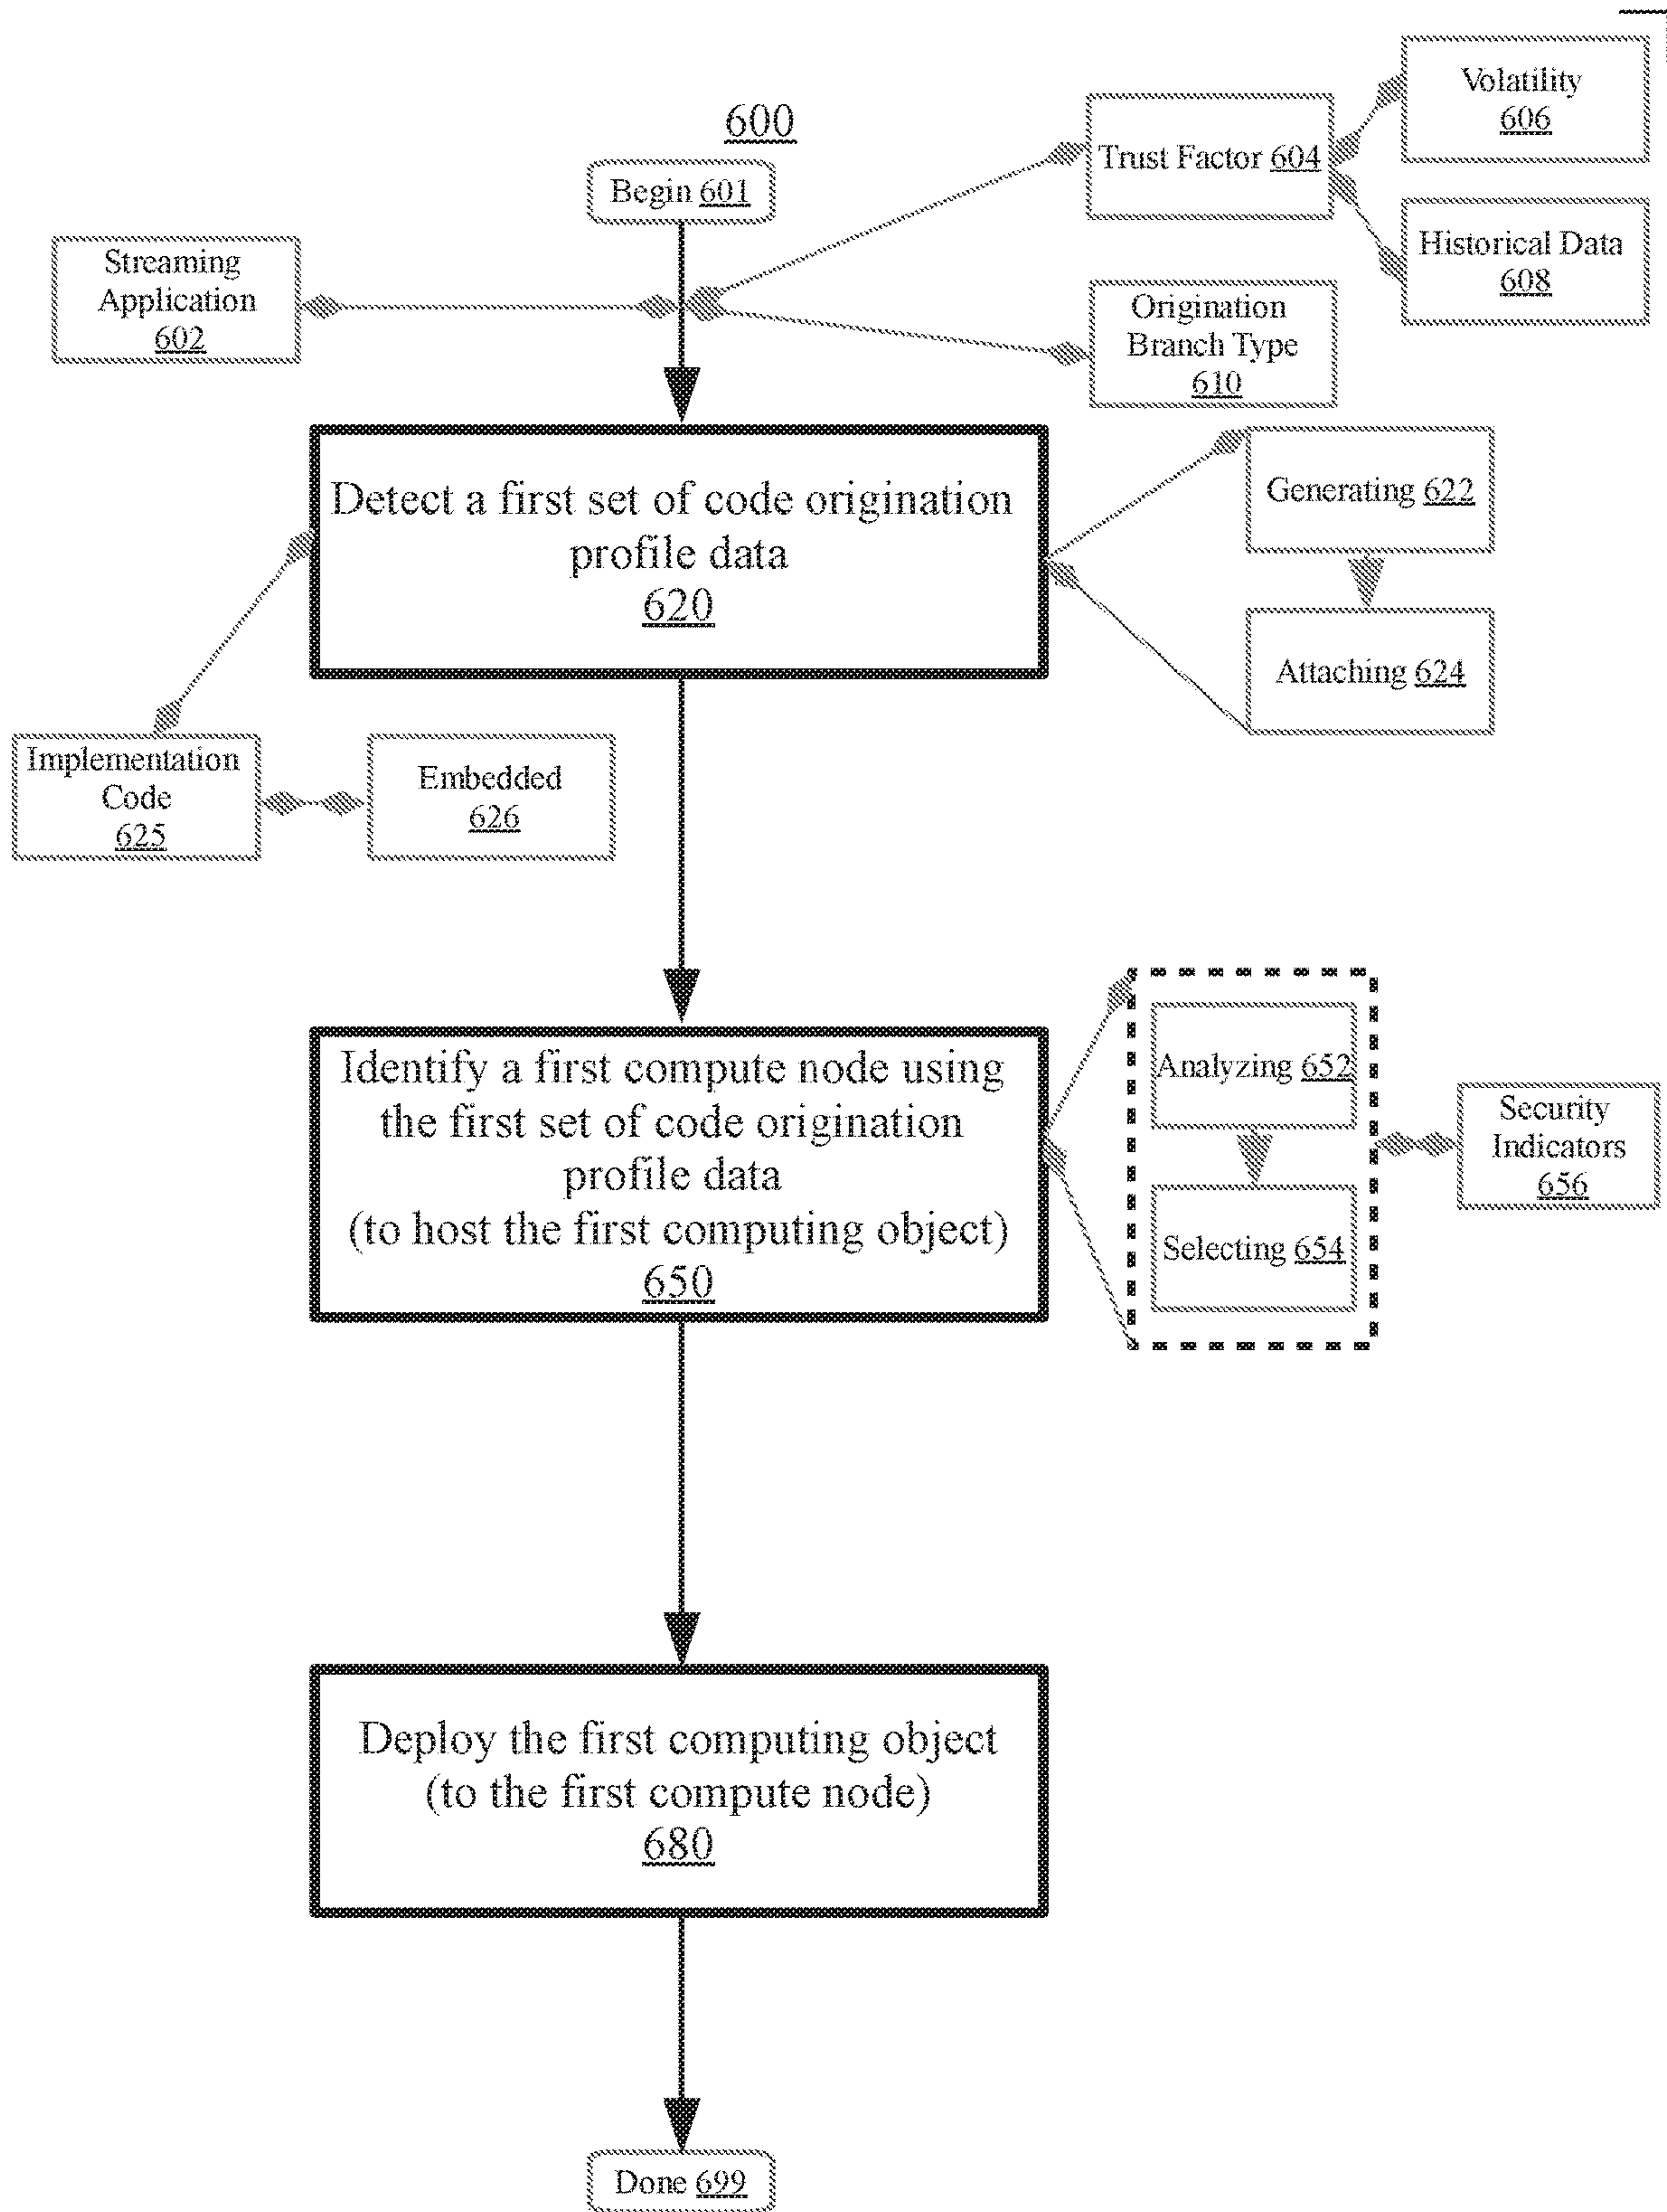 600
Begin 601
Streaming
Application
602
Trust Factor 604
Volatility
606
Historical Data
608
Origination
Branch Type
610
Detect a first set of code origination
profile data
620
Generating 622
Attaching 624
Implementation
Code
625
Embedded
626
Identify a first compute node using
the first set of code origination
profile data
(to host the first computing object)
650
Analyzing 652
Selecting 654
Security
Indicators
656
Deploy the first computing object
(to the first compute node)
680
Done 699